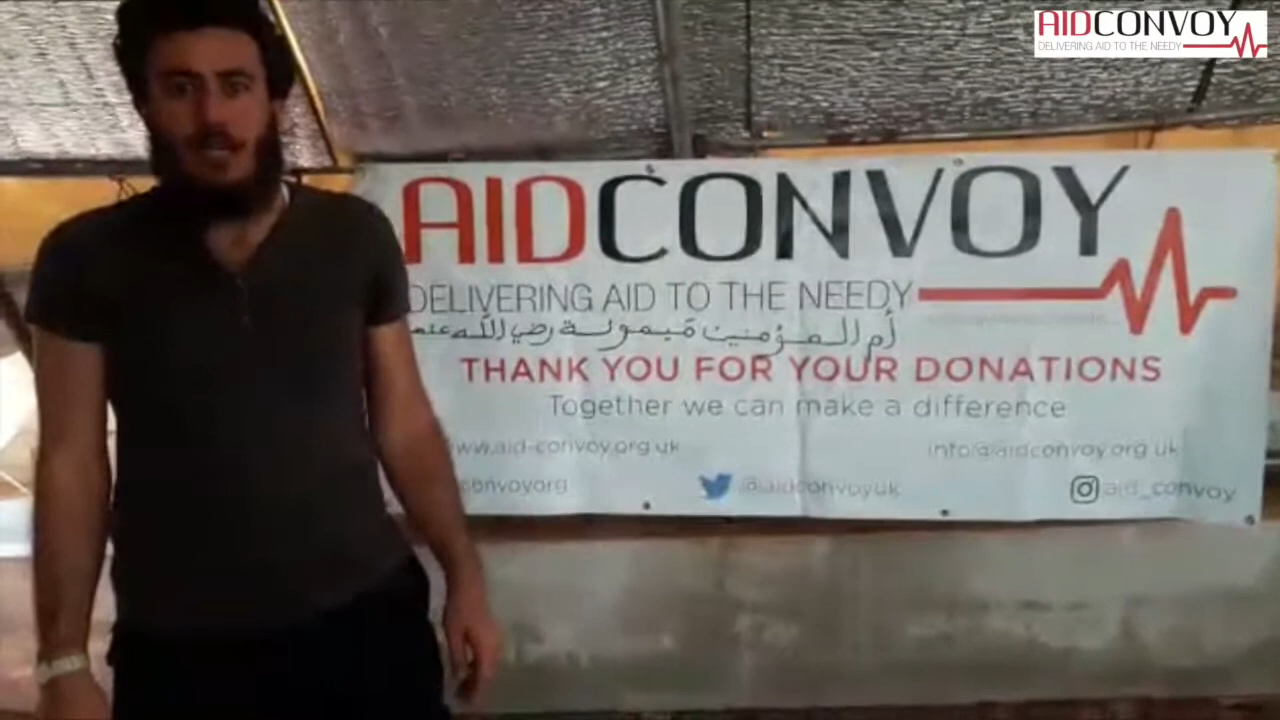 AIDCONVOY
DELIVERING AID TO THE NEEDY
AIDCONVOY
DELIVERING AID TO THE NEEDY
أم المؤمنين ميمونة رضي الله
THANK YOU FOR YOUR DONATIONS
Together we can make a difference
www.aid-convoy.org.uk
info@aidconvoy.org.uk
convoyorg
@aidconvoyuk
aid_convoy